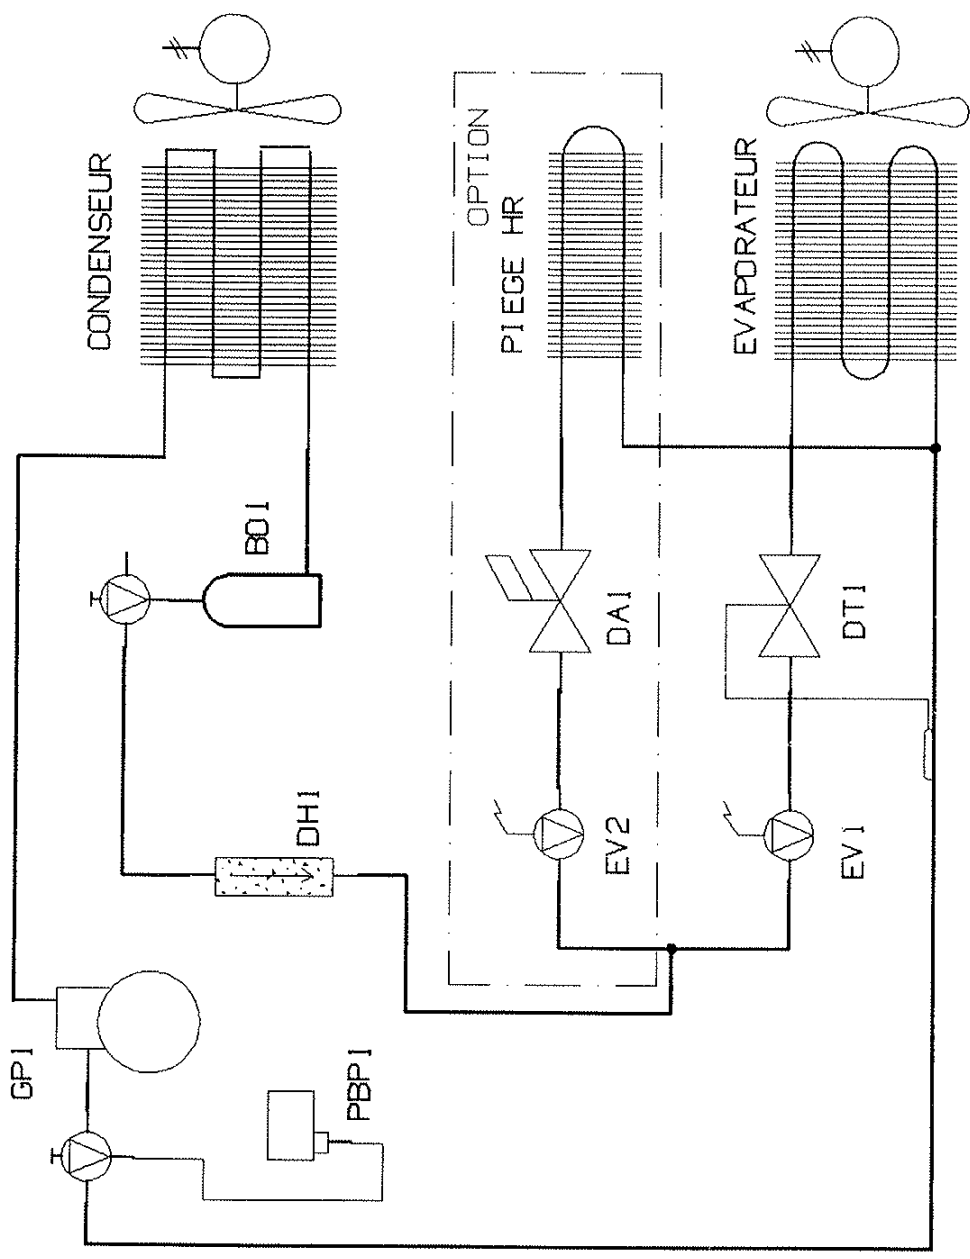 CONDENSEUR
OPTION
PIEGE HR
EVAPORATEUR
BO1
DA1
DT1
DH1
EV2
EV1
GP1
PBP1